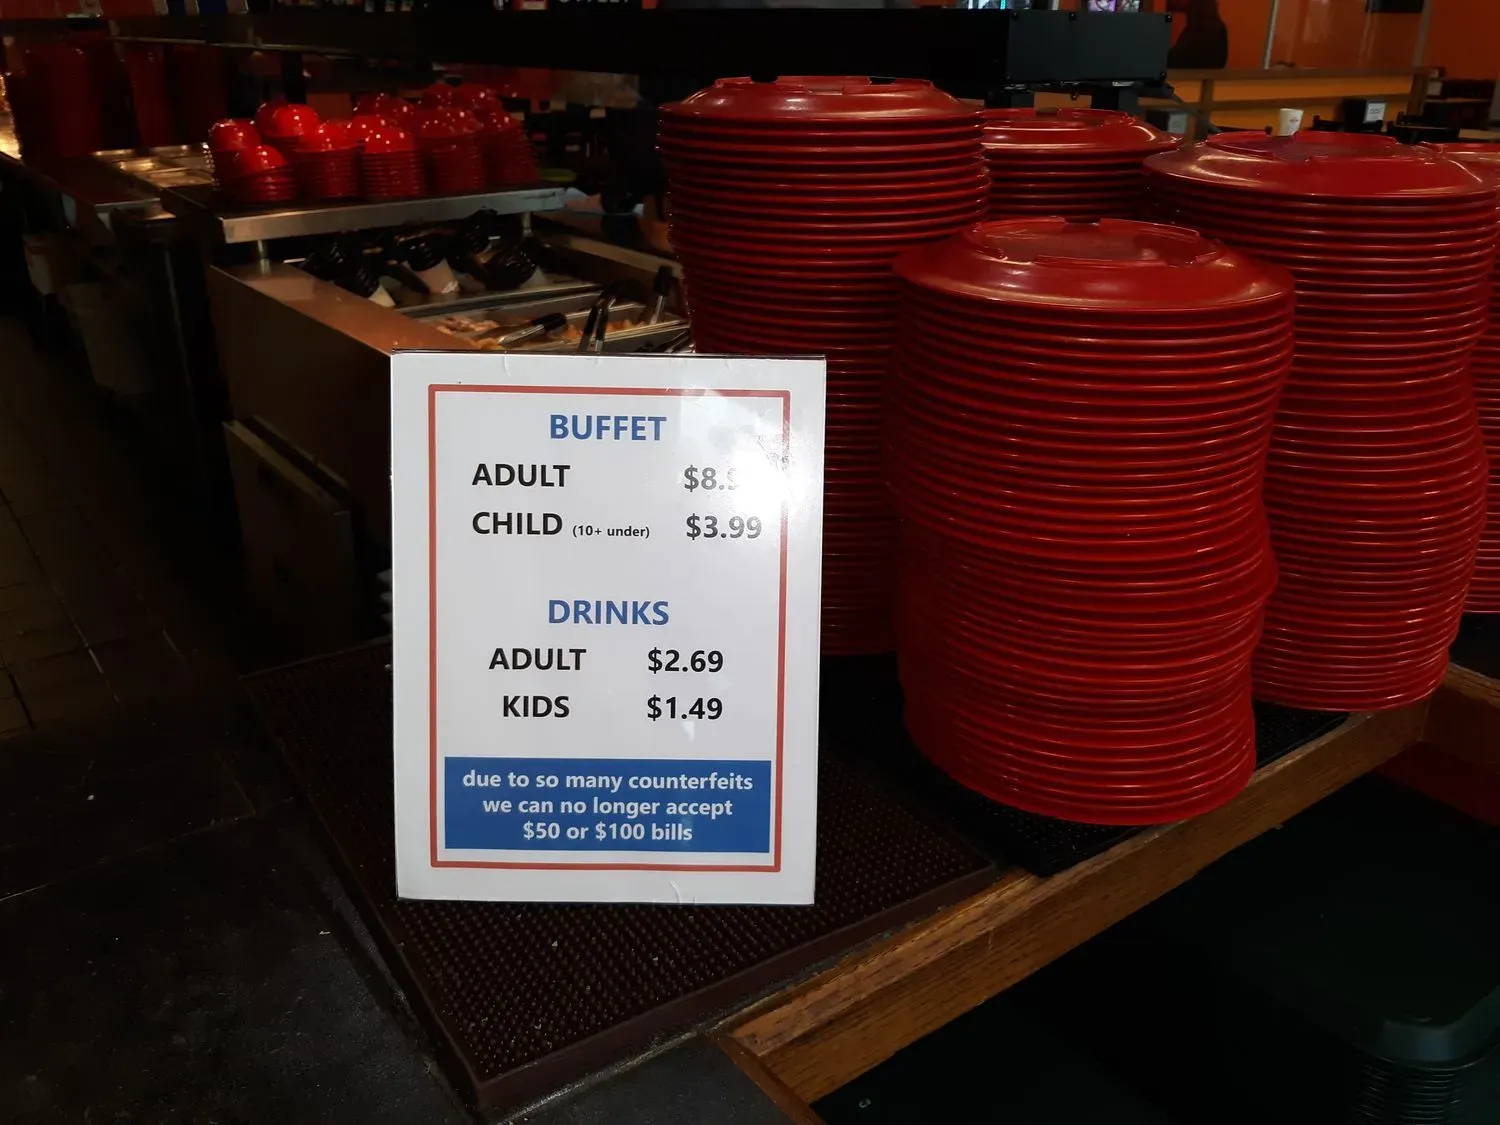 BUFFET
ADULT
CHILD (10+ under) $3.99
DRINKS
ADULT $2.69
KIDS $1.49
due to so many counterfeits
we can no longer accept
$50 or $100 bills